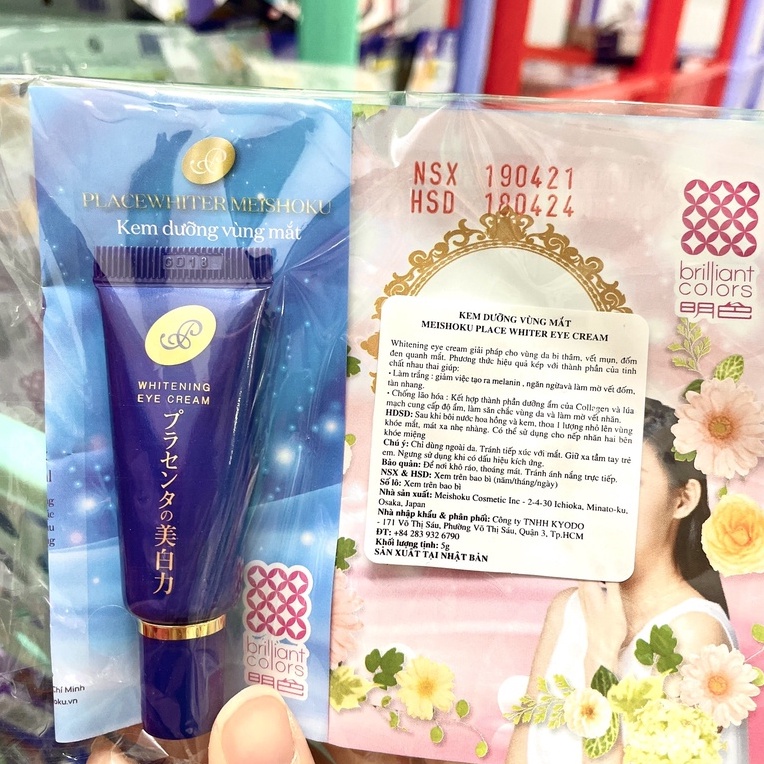 PLACEWHITER MEISHOKU
Kem dưỡng vùng mắt
6013
WHITENING
EYE CREAM
プラセンタの美白力
brilliant
colors
明色
Chí Minh
oku.vn
NSX 190421
HSD 180424
brilliant
colors
明色
KEM DƯỠNG VÙNG MẮT
MEISHOKU PLACE WHITER EYE CREAM
Whitening eye cream giải pháp cho vùng da bị thâm, vết mụn, đốm
đen quanh mắt. Phương thức hiệu quả kép với thành phần của tinh
chất nhau thai giúp:
· Làm trắng : giảm việc tạo ra melanin , ngăn ngừavà làm mờ vết đốm,
tàn nhang.
· Chống lão hóa : Kết hợp thành phần dưỡng ẩm của Collagen và lúa
mạch cung cấp độ ẩm, làm săn chắc vùng da và làm mờ vết nhăn.
HDSD: Sau khi bôi nước hoa hồng và kem, thoa 1 lượng nhỏ lên vùng
khóe mắt, mát xa nhẹ nhàng. Có thể sử dụng cho nếp nhăn hai bên
khóe miệng
Chú ý: Chỉ dùng ngoài da. Tránh tiếp xúc với mắt. Giữ xa tầm tay trẻ
em. Ngưng sử dụng khi có dấu hiệu kích ứng.
Bảo quản: Để nơi khô ráo, thoáng mát. Tránh ánh nắng trực tiếp.
NSX & HSD: Xem trên bao bì (năm/tháng/ngày)
Số lô: Xem trên bao bì
Nhà sản xuất: Meishoku Cosmetic Inc - 2-4-30 Ichioka, Minato-ku,
Osaka, Japan
Nhà nhập khẩu & phân phối: Công ty TNHH KYODO
- 171 Võ Thị Sáu, Phường Võ Thị Sáu, Quận 3, Tp.HCM
ĐT: +84 283 932 6790
Khối lượng tịnh: 5g
SẢN XUẤT TẠI NHẬT BẢN